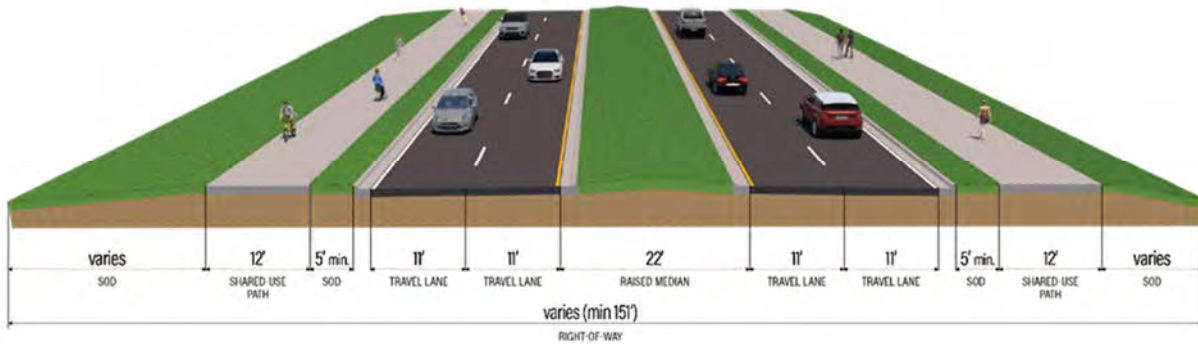 varies 12' 5' min. 11' 11' 22' 11' 11' 5' min. 12' varies
SOD SHARED-USE PATH SOD TRAVEL LANE TRAVEL LANE RAISED MEDIAN TRAVEL LANE TRAVEL LANE SOD SHARED-USE PATH SOD
varies (min 151')
RIGHT-OF-WAY